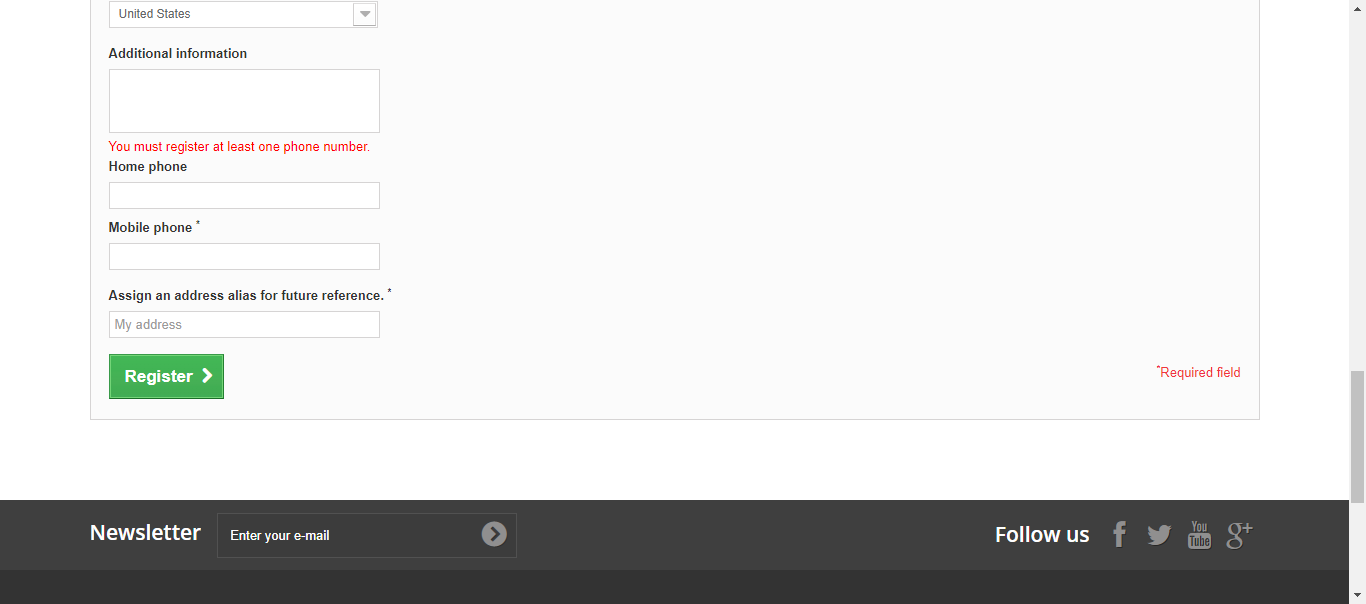 United States
Additional information
You must register at least one phone number.
Home phone
Mobile phone *
Assign an address alias for future reference. *
My address
Register
*Required field
Newsletter
Enter your e-mail
Follow us
You
Tube
g+